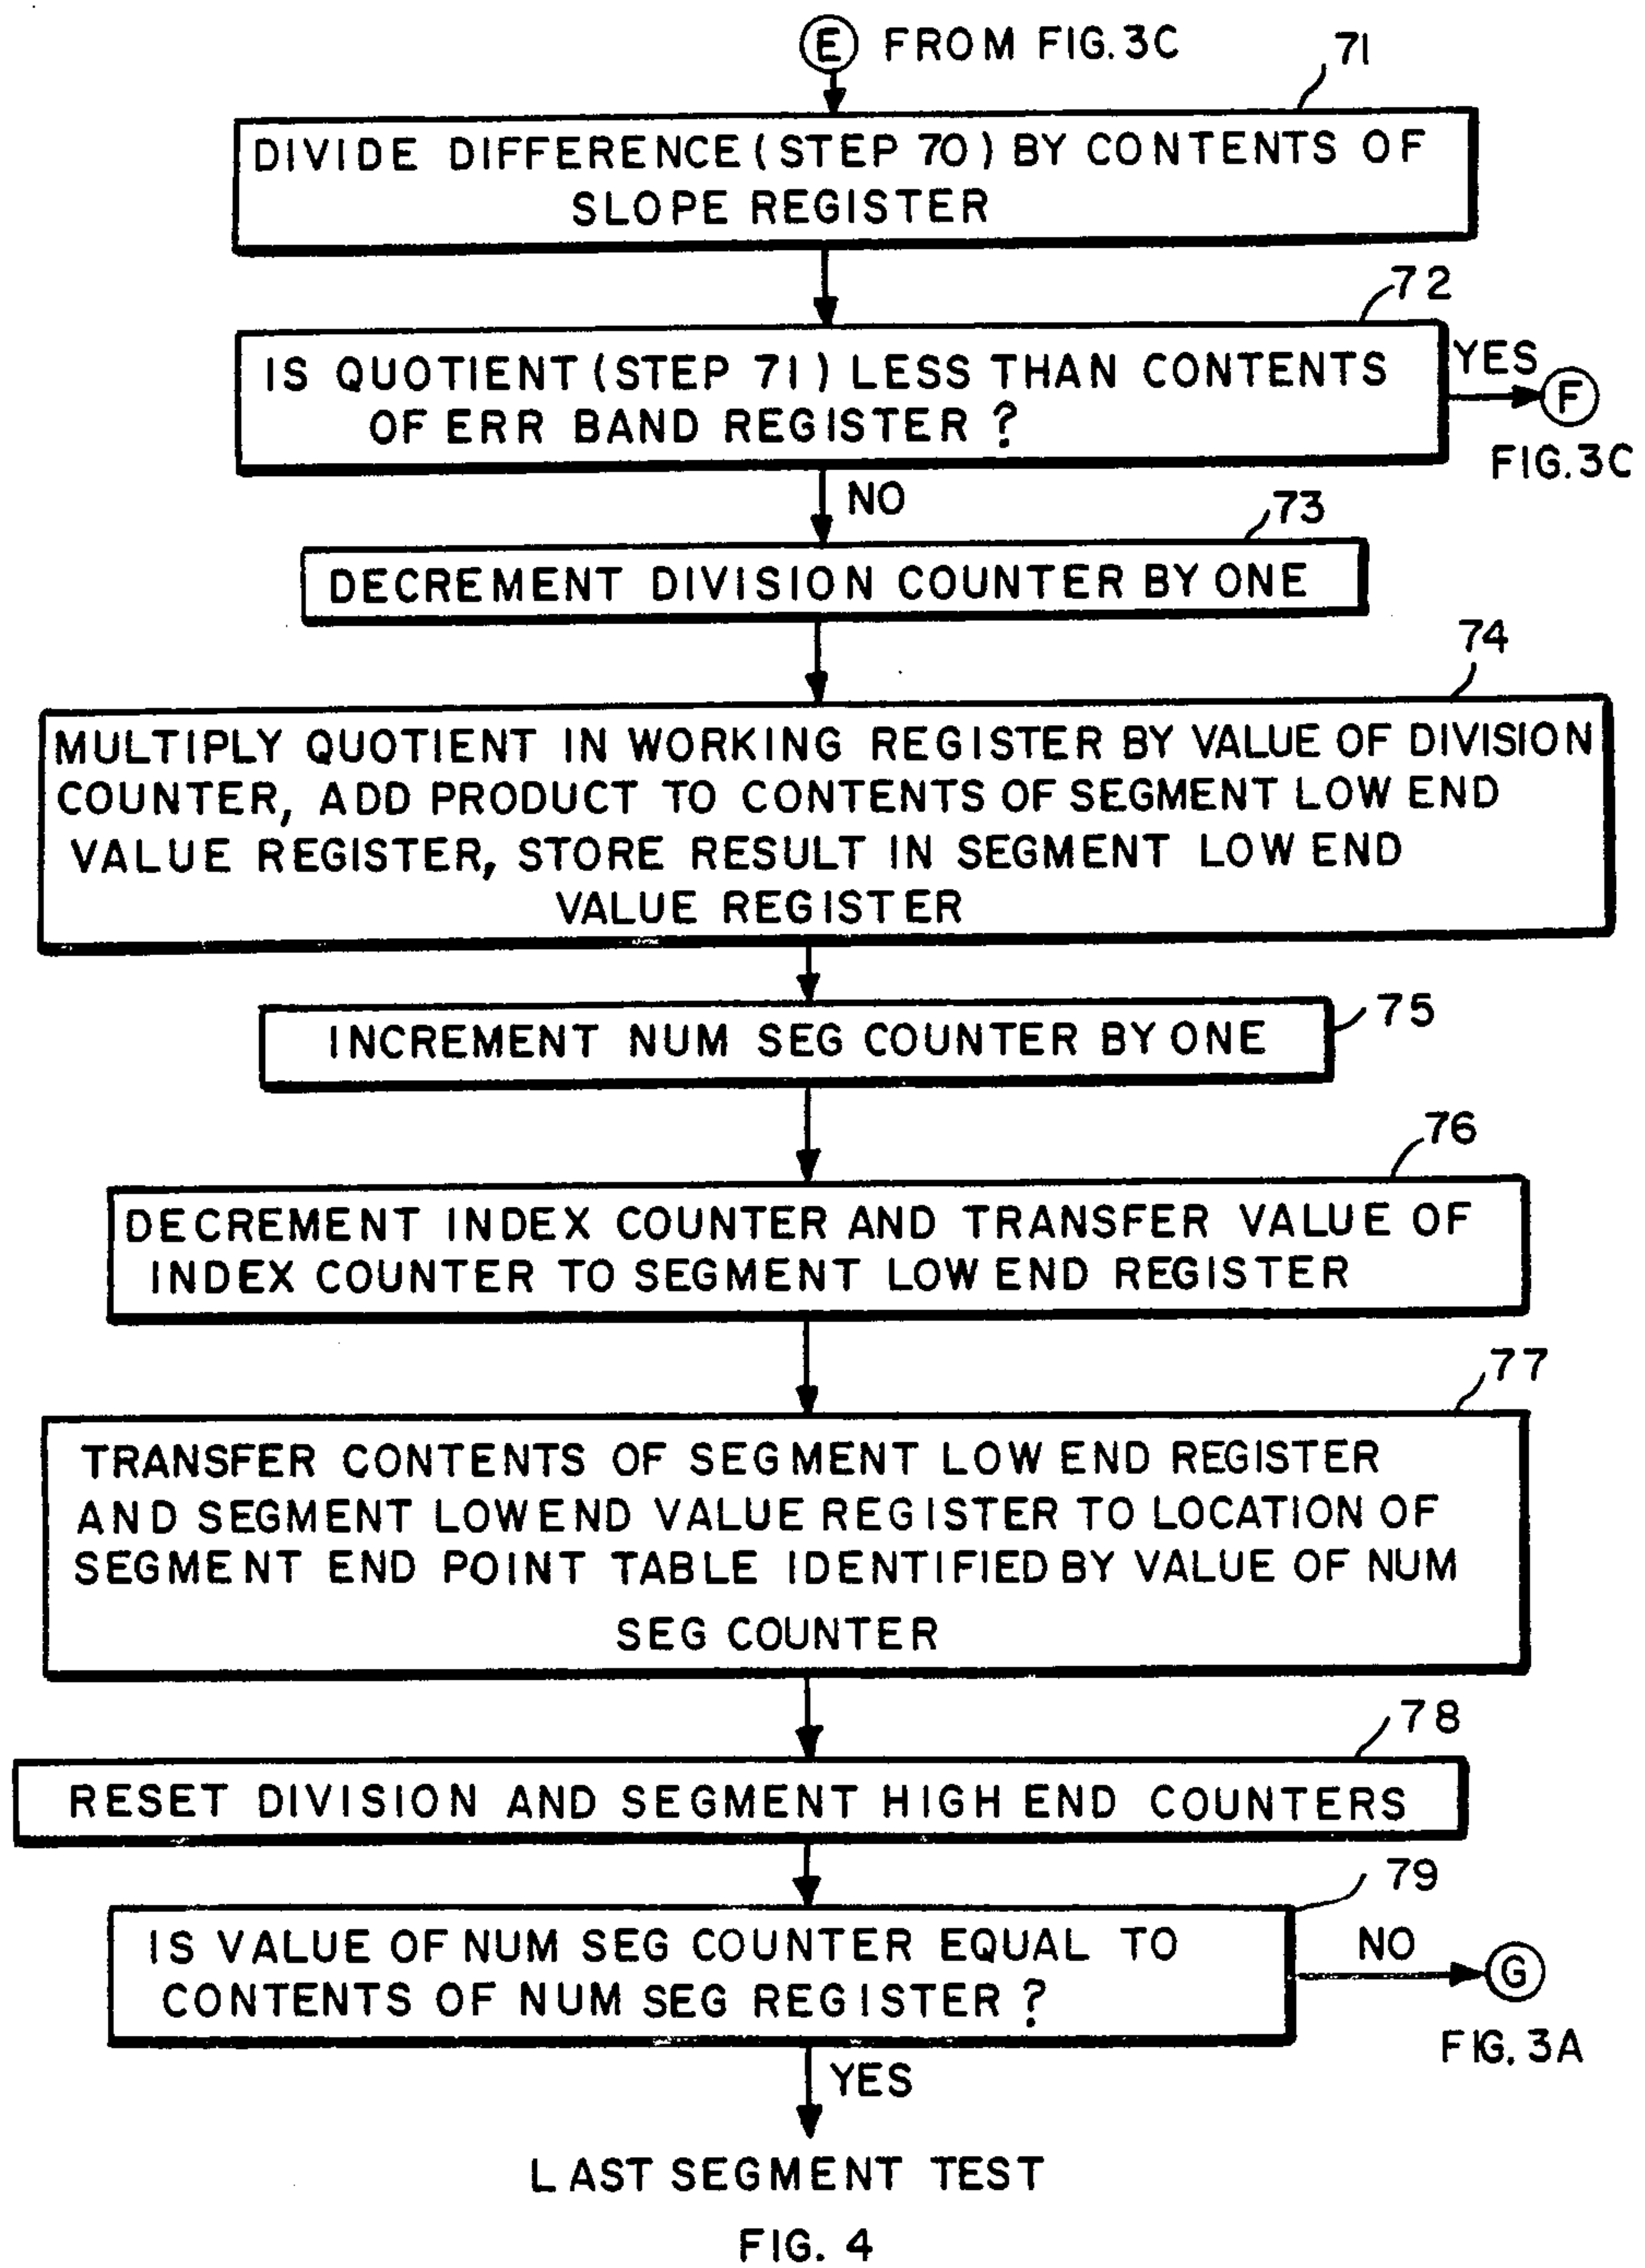 E FROM FIG. 3C
71
DIVIDE DIFFERENCE (STEP 70) BY CONTENTS OF
SLOPE REGISTER
72
IS QUOTIENT (STEP 71) LESS THAN CONTENTS
OF ERR BAND REGISTER ?
YES
F
FIG. 3C
NO
73
DECREMENT DIVISION COUNTER BY ONE
74
MULTIPLY QUOTIENT IN WORKING REGISTER BY VALUE OF DIVISION
COUNTER, ADD PRODUCT TO CONTENTS OF SEGMENT LOW END
VALUE REGISTER, STORE RESULT IN SEGMENT LOW END
VALUE REGISTER
75
INCREMENT NUM SEG COUNTER BY ONE
76
DECREMENT INDEX COUNTER AND TRANSFER VALUE OF
INDEX COUNTER TO SEGMENT LOW END REGISTER
77
TRANSFER CONTENTS OF SEGMENT LOW END REGISTER
AND SEGMENT LOW END VALUE REGISTER TO LOCATION OF
SEGMENT END POINT TABLE IDENTIFIED BY VALUE OF NUM
SEG COUNTER
78
RESET DIVISION AND SEGMENT HIGH END COUNTERS
79
IS VALUE OF NUM SEG COUNTER EQUAL TO
CONTENTS OF NUM SEG REGISTER ?
NO
G
FIG. 3A
YES
LAST SEGMENT TEST
FIG. 4